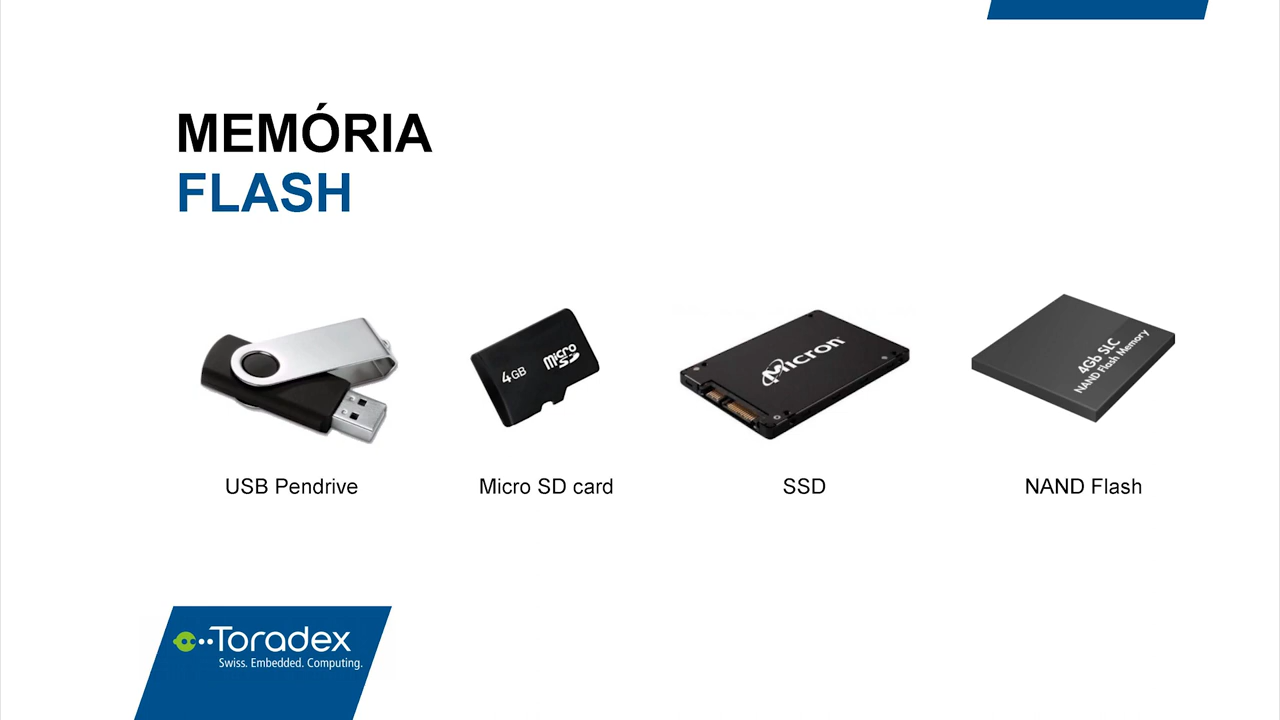 MEMÓRIA
FLASH
4GB
micro
SD
Micron
4Gb SLC
NAND Flash Memory
USB Pendrive
Micro SD card
SSD
NAND Flash
Toradex
Swiss. Embedded. Computing.